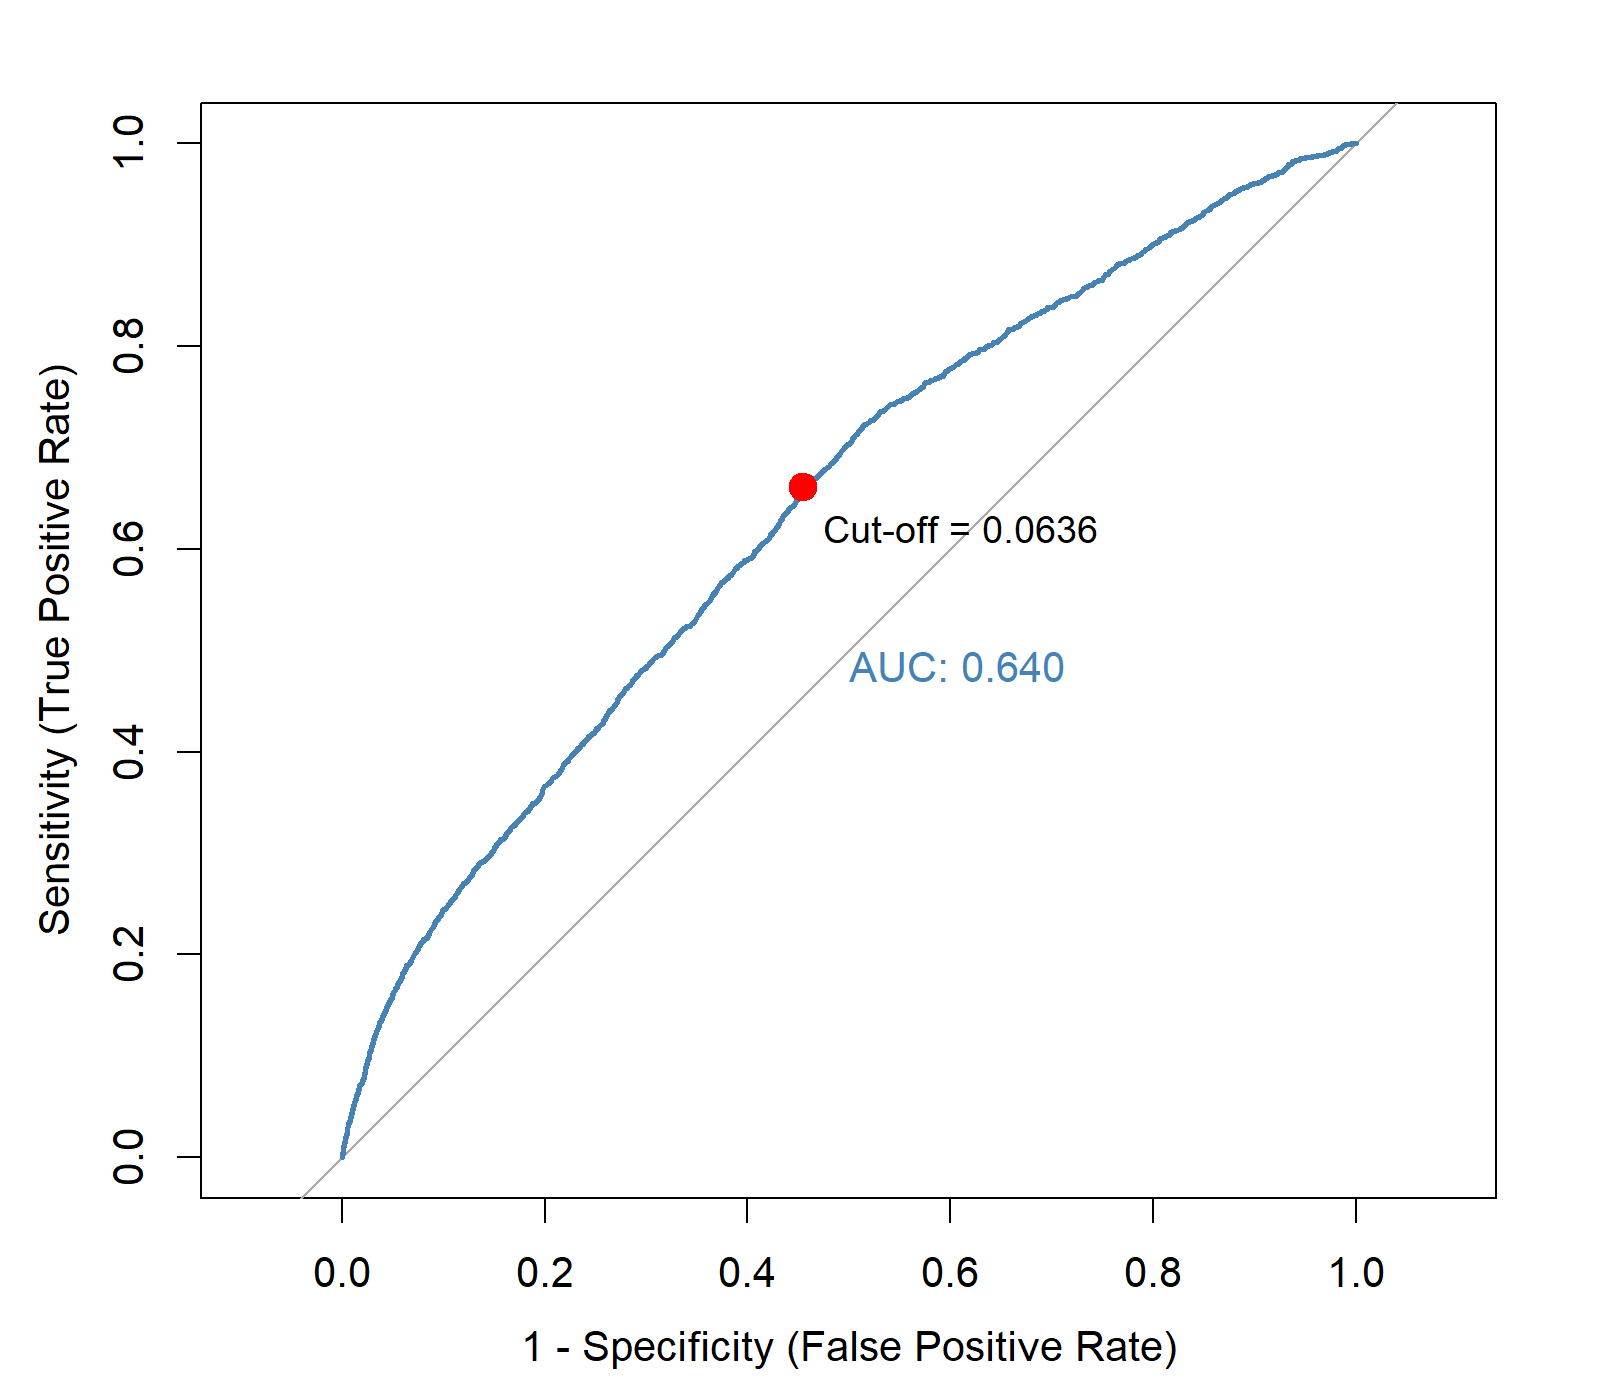 Sensitivity (True Positive Rate)
1.0
0.8
0.6
0.4
0.2
0.0
Cut-off = 0.0636
AUC: 0.640
0.0 0.2 0.4 0.6 0.8 1.0
1 - Specificity (False Positive Rate)